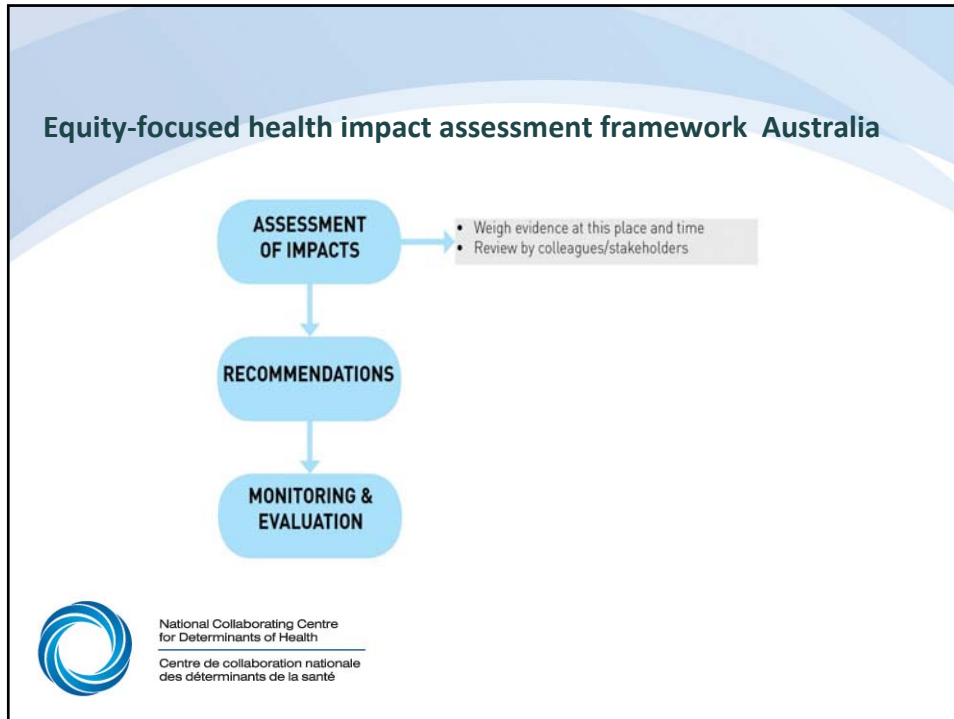 Equity-focused health impact assessment framework Australia
ASSESSMENT
OF IMPACTS
• Weigh evidence at this place and time
• Review by colleagues/stakeholders
RECOMMENDATIONS
MONITORING &
EVALUATION
National Collaborating Centre
for Determinants of Health
Centre de collaboration nationale
des déterminants de la santé